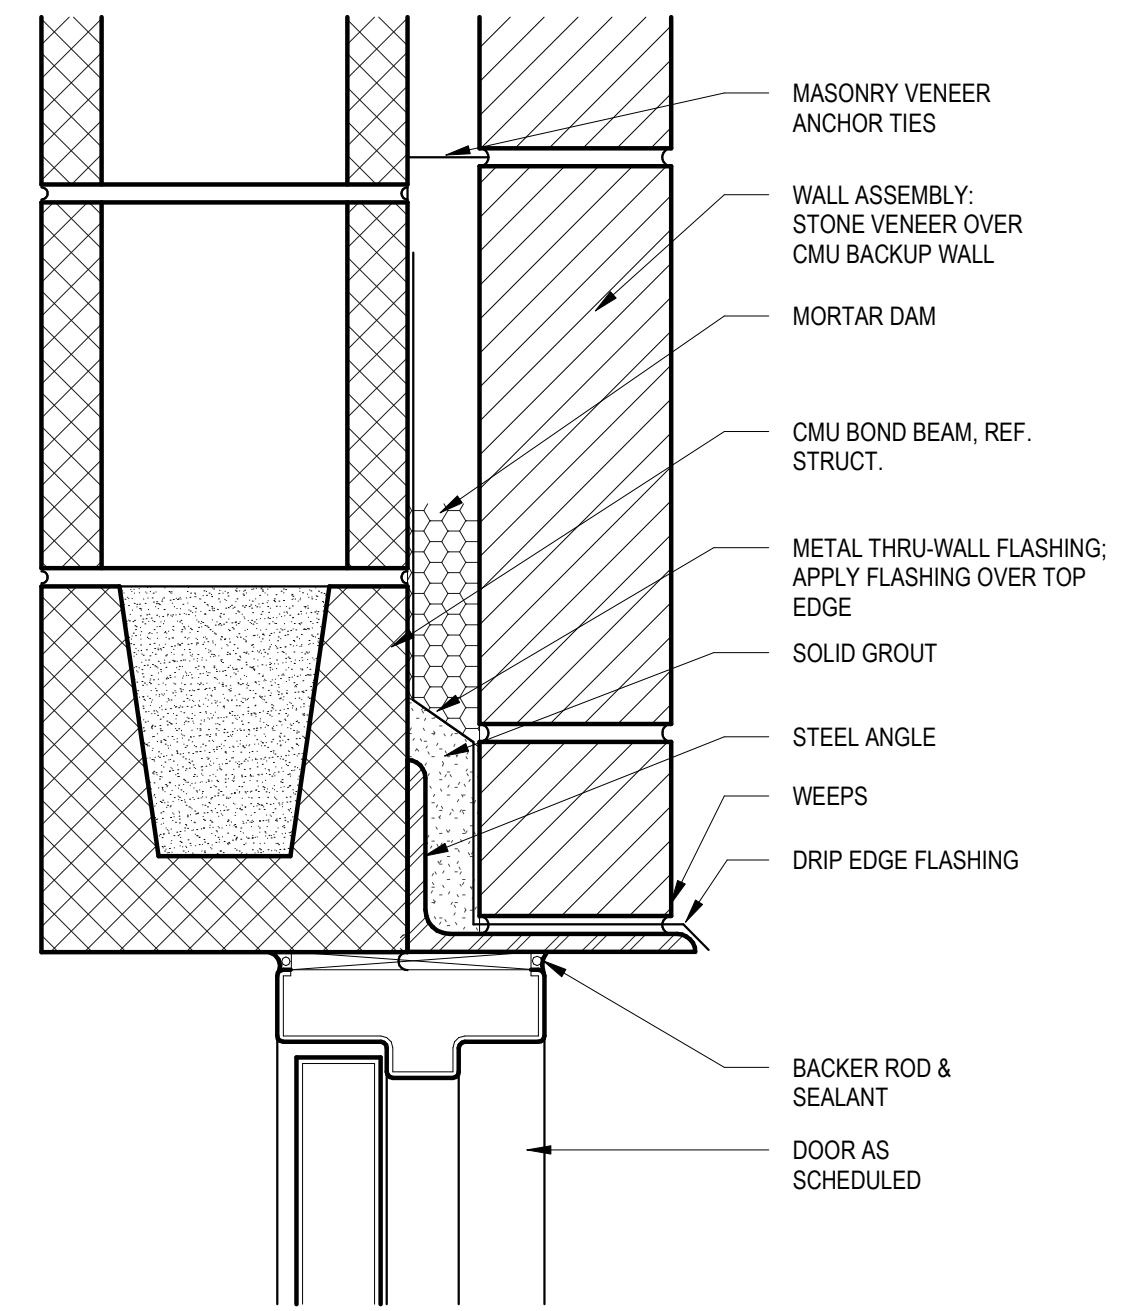 MASONRY VENEER
ANCHOR TIES
WALL ASSEMBLY:
STONE VENEER OVER
CMU BACKUP WALL
MORTAR DAM
CMU BOND BEAM, REF.
STRUCT.
METAL THRU-WALL FLASHING;
APPLY FLASHING OVER TOP
EDGE
SOLID GROUT
STEEL ANGLE
WEEPS
DRIP EDGE FLASHING
BACKER ROD &
SEALANT
DOOR AS
SCHEDULED